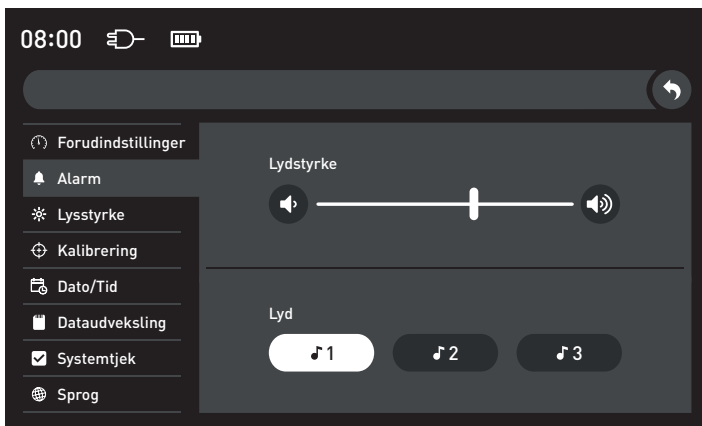 08:00
Forudindstillinger
Alarm
Lysstyrke
Kalibrering
Dato/Tid
Dataudveksling
Systemtjek
Sprog
Lydstyrke
Lyd
1
2
3